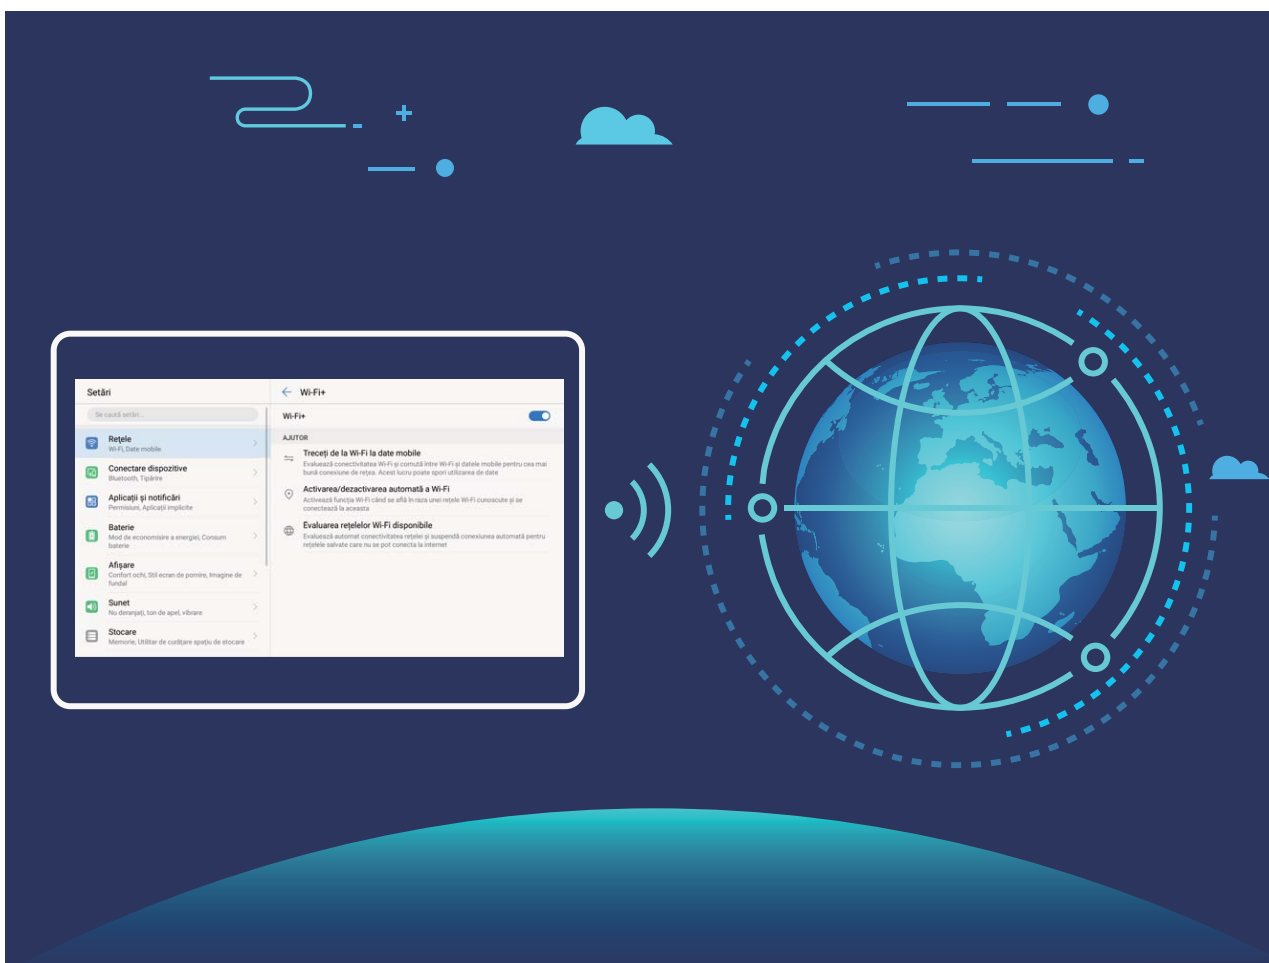 Setări
Se caută setări...
Rețele
Wi-Fi, Date mobile
Conectare dispozitive
Bluetooth, Tipărire
Aplicații și notificări
Permisiuni, Aplicații implicite
Baterie
Mod de economisire a energiei, Consum
baterie
Afișare
Confort ochi, Stil ecran de pornire, Imagine de
fundal
Sunet
Nu deranjați, ton de apel, vibrare
Stocare
Memorie, Utilitar de curățare spațiu de stocare
Wi-Fi+
Wi-Fi+
AJUTOR
Treceți de la Wi-Fi la date mobile
Evaluează conectivitatea Wi-Fi și comută între Wi-Fi și datele mobile pentru cea mai
bună conexiune de rețea. Acest lucru poate spori utilizarea de date
Activarea/dezactivarea automată a Wi-Fi
Activează funcția Wi-Fi când se află în raza unei rețele Wi-Fi cunoscute și se
conectează la aceasta
Evaluarea rețelelor Wi-Fi disponibile
Evaluează automat conectivitatea rețelei și suspendă conexiunea automată pentru
rețelele salvate care nu se pot conecta la internet